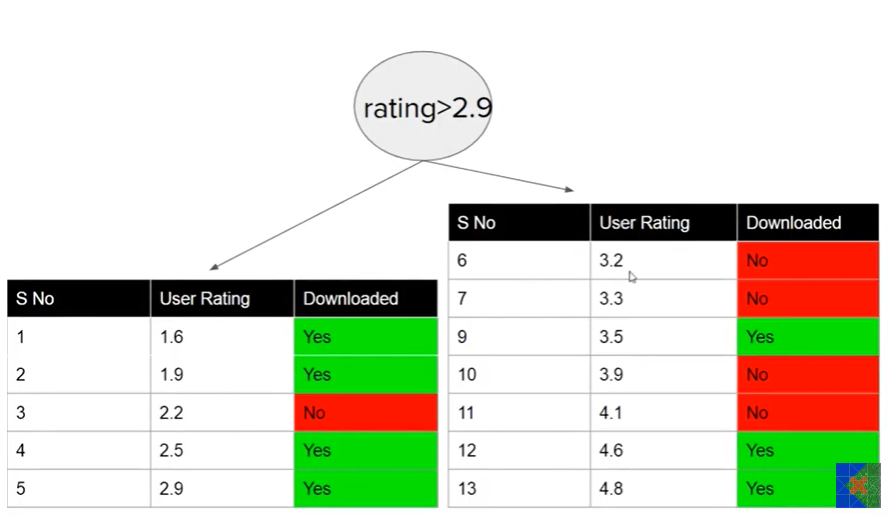 rating>2.9
S No User Rating Downloaded
6 3.2 No
7 3.3 No
9 3.5 Yes
10 3.9 No
11 4.1 No
12 4.6 Yes
13 4.8 Yes
S No User Rating Downloaded
1 1.6 Yes
2 1.9 Yes
3 2.2 No
4 2.5 Yes
5 2.9 Yes